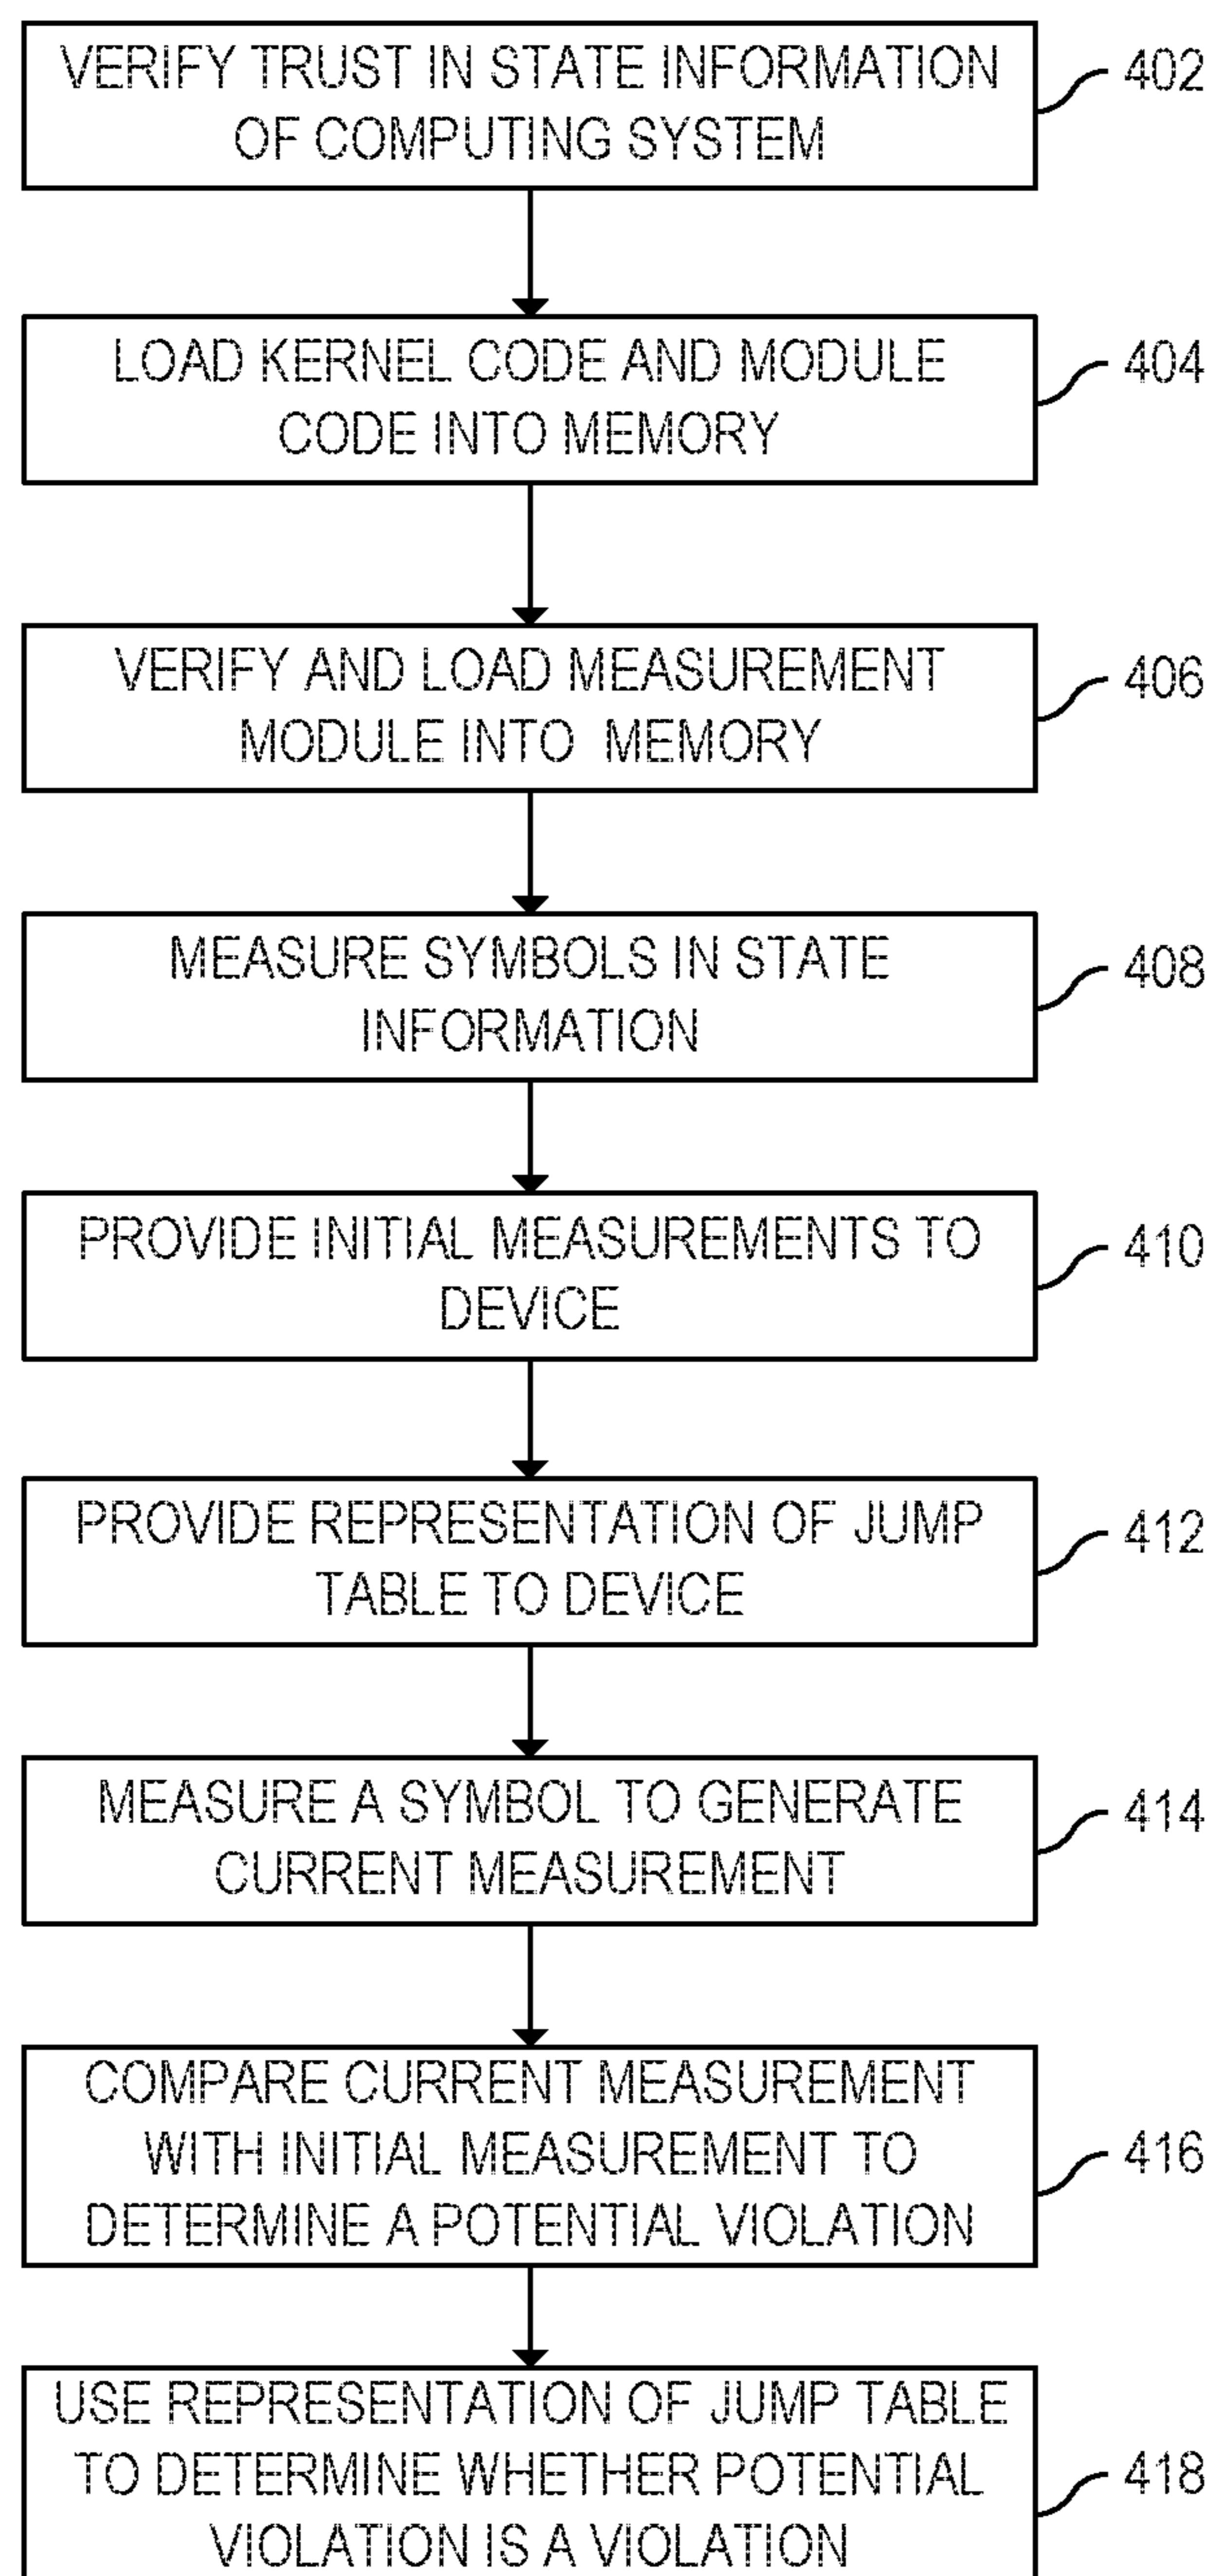 VERIFY TRUST IN STATE INFORMATION
OF COMPUTING SYSTEM
402
LOAD KERNEL CODE AND MODULE
CODE INTO MEMORY
404
VERIFY AND LOAD MEASUREMENT
MODULE INTO MEMORY
406
MEASURE SYMBOLS IN STATE
INFORMATION
408
PROVIDE INITIAL MEASUREMENTS TO
DEVICE
410
PROVIDE REPRESENTATION OF JUMP
TABLE TO DEVICE
412
MEASURE A SYMBOL TO GENERATE
CURRENT MEASUREMENT
414
COMPARE CURRENT MEASUREMENT
WITH INITIAL MEASUREMENT TO
DETERMINE A POTENTIAL VIOLATION
416
USE REPRESENTATION OF JUMP TABLE
TO DETERMINE WHETHER POTENTIAL
VIOLATION IS A VIOLATION
418